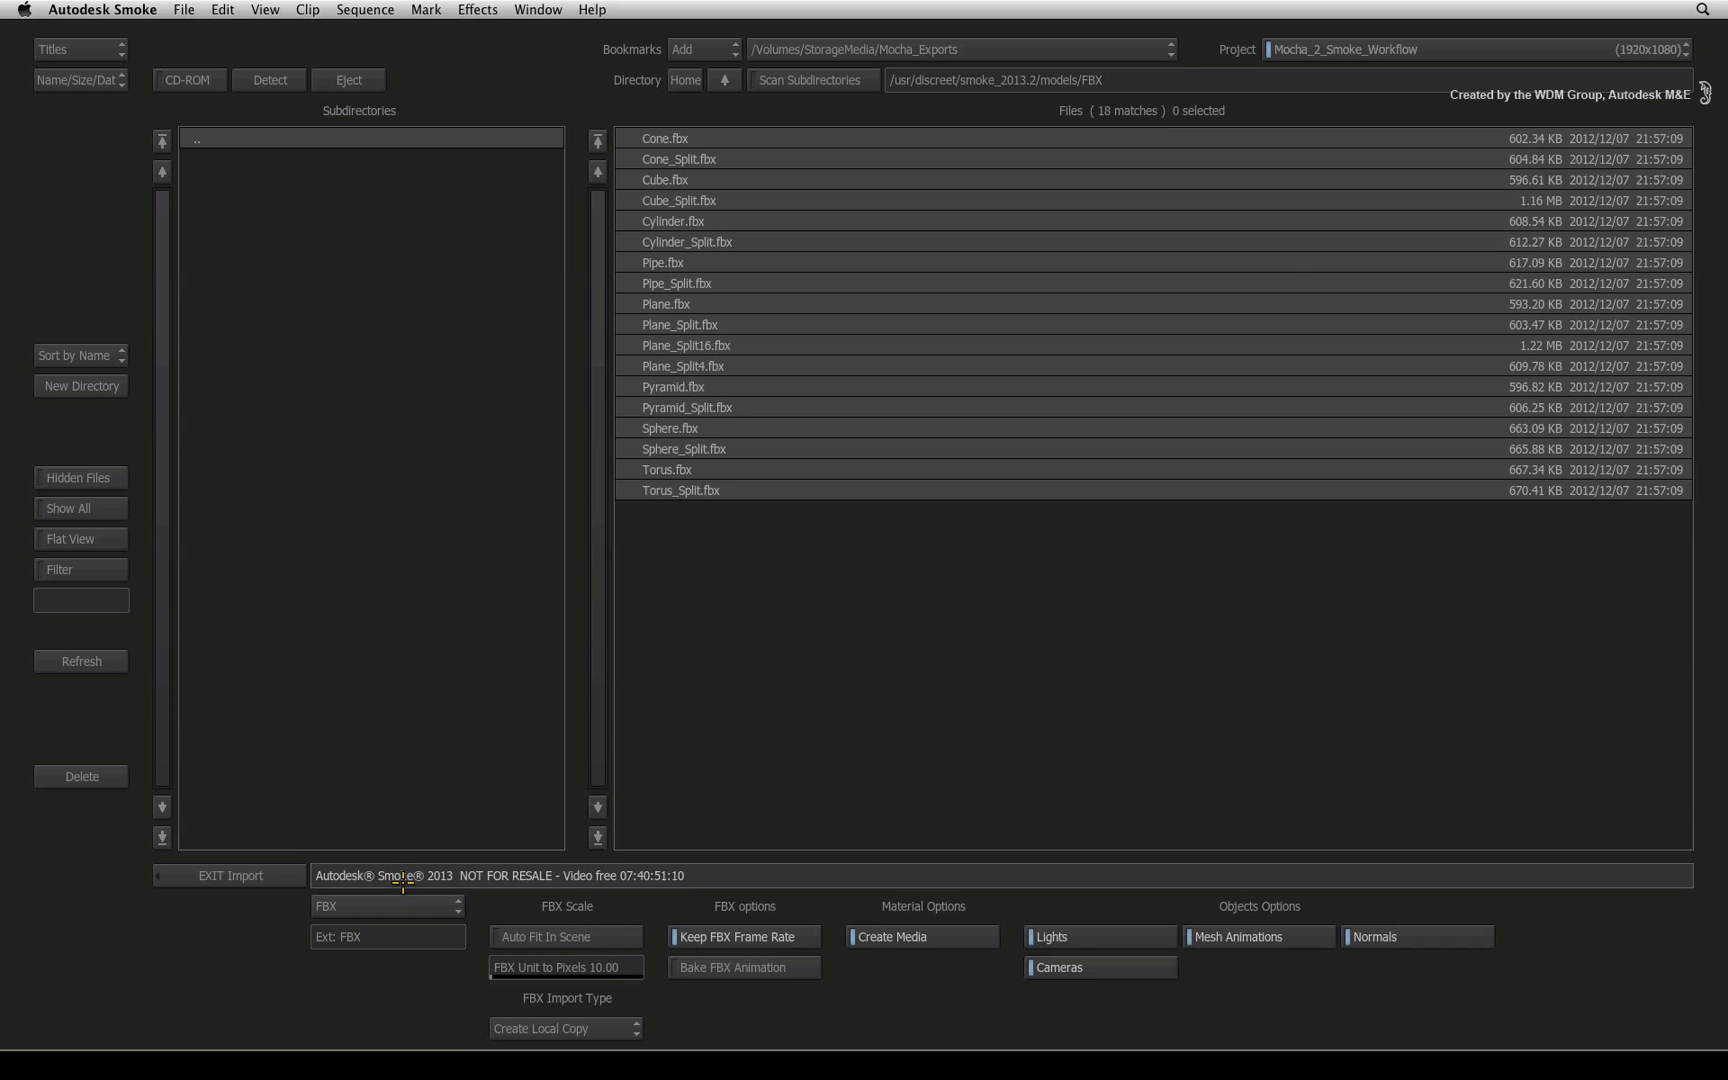 Autodesk Smoke File Edit View Clip Sequence Mark Effects Window Help
Titles Bookmarks Add /Volumes/StorageMedia/Mocha_Exports Project Mocha_2_Smoke_Workflow (1920x1080)
Name/Size/Dat CD-ROM Detect Eject Directory Home Scan Subdirectories /usr/discreet/smoke_2013.2/models/FBX
Created by the WDM Group, Autodesk M&E
Subdirectories Files ( 18 matches ) 0 selected
..
Cone.fbx 602.34 KB 2012/12/07 21:57:09
Cone_Split.fbx 604.84 KB 2012/12/07 21:57:09
Cube.fbx 596.61 KB 2012/12/07 21:57:09
Cube_Split.fbx 1.16 MB 2012/12/07 21:57:09
Cylinder.fbx 608.54 KB 2012/12/07 21:57:09
Cylinder_Split.fbx 612.27 KB 2012/12/07 21:57:09
Pipe.fbx 617.09 KB 2012/12/07 21:57:09
Pipe_Split.fbx 621.60 KB 2012/12/07 21:57:09
Plane.fbx 593.20 KB 2012/12/07 21:57:09
Plane_Split.fbx 603.47 KB 2012/12/07 21:57:09
Plane_Split16.fbx 1.22 MB 2012/12/07 21:57:09
Plane_Split4.fbx 609.78 KB 2012/12/07 21:57:09
Pyramid.fbx 596.82 KB 2012/12/07 21:57:09
Pyramid_Split.fbx 606.25 KB 2012/12/07 21:57:09
Sphere.fbx 663.09 KB 2012/12/07 21:57:09
Sphere_Split.fbx 665.88 KB 2012/12/07 21:57:09
Torus.fbx 667.34 KB 2012/12/07 21:57:09
Torus_Split.fbx 670.41 KB 2012/12/07 21:57:09
Sort by Name
New Directory
Hidden Files
Show All
Flat View
Filter
Refresh
Delete
EXIT Import Autodesk® Smoke® 2013 NOT FOR RESALE - Video free 07:40:51:10
FBX FBX Scale FBX options Material Options Objects Options
Ext: FBX Auto Fit In Scene Keep FBX Frame Rate Create Media Lights Mesh Animations Normals
FBX Unit to Pixels 10.00 Bake FBX Animation Cameras
FBX Import Type
Create Local Copy